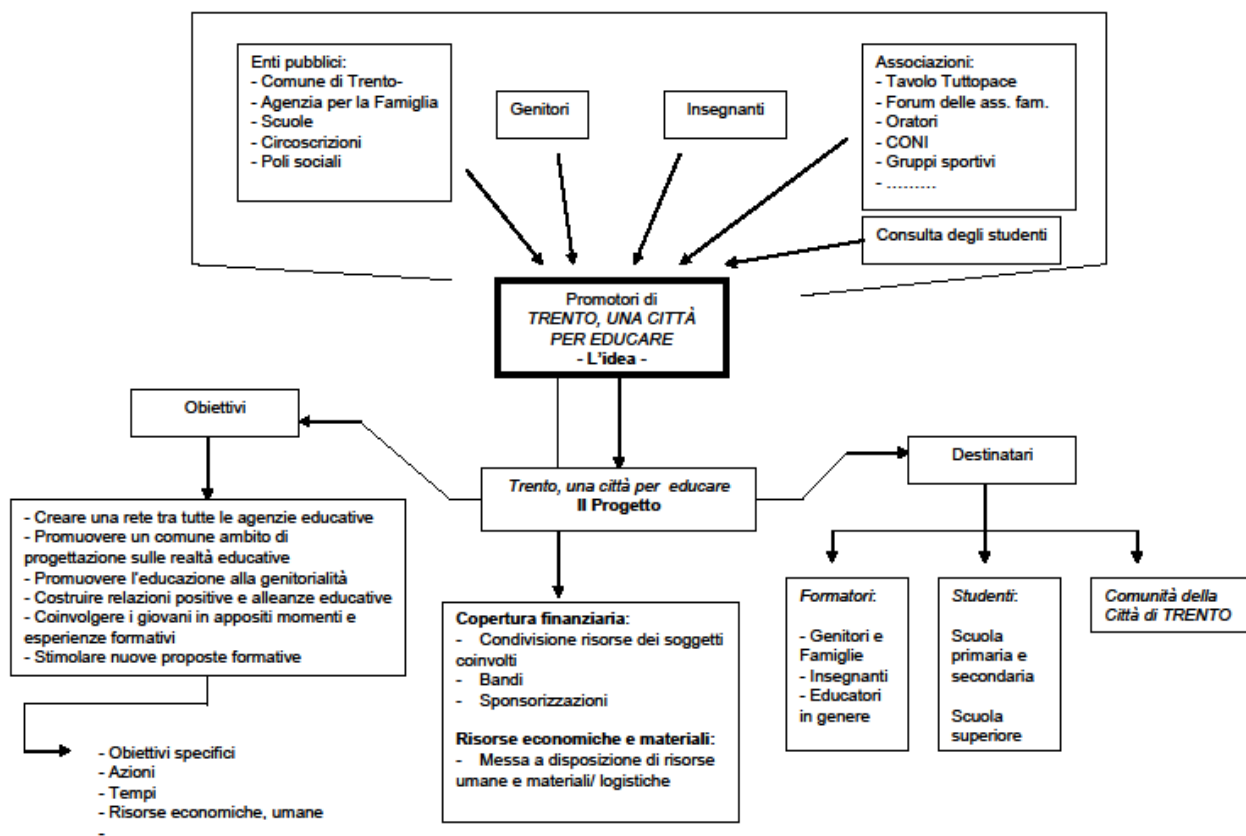 Enti pubblici:
- Comune di Trento-
- Agenzia per la Famiglia
- Scuole
- Circoscrizioni
- Poli sociali
Genitori
Insegnanti
Associazioni:
- Tavolo Tuttopace
- Forum delle ass. fam.
- Oratori
- CONI
- Gruppi sportivi
- .........
Consulta degli studenti
Promotori di
TRENTO, UNA CITTÀ
PER EDUCARE
- L'idea -
Obiettivi
Trento, una città per educare
Il Progetto
Destinatari
- Creare una rete tra tutte le agenzie educative
- Promuovere un comune ambito di
progettazione sulle realtà educative
- Promuovere l'educazione alla genitorialità
- Costruire relazioni positive e alleanze educative
- Coinvolgere i giovani in appositi momenti e
esperienze formativi
- Stimolare nuove proposte formative
- Obiettivi specifici
- Azioni
- Tempi
- Risorse economiche, umane
-
Copertura finanziaria:
- Condivisione risorse dei soggetti
coinvolti
- Bandi
- Sponsorizzazioni
Risorse economiche e materiali:
- Messa a disposizione di risorse
umane e materiali/ logistiche
Formatori:
- Genitori e
Famiglie
- Insegnanti
- Educatori
in genere
Studenti:
Scuola
primaria e
secondaria
Scuola
superiore
Comunità della
Città di TRENTO